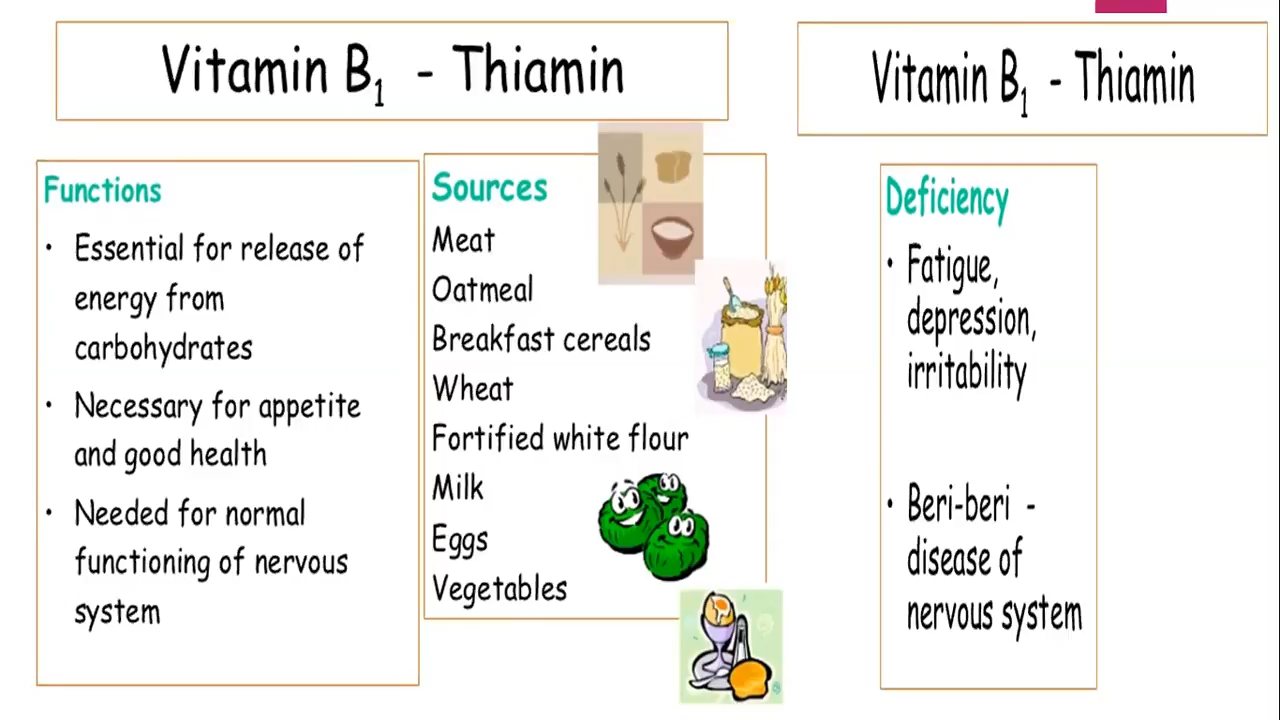 Vitamin B₁ - Thiamin
Functions
• Essential for release of
energy from
carbohydrates
• Necessary for appetite
and good health
• Needed for normal
functioning of nervous
system
Sources
Meat
Oatmeal
Breakfast cereals
Wheat
Fortified white flour
Milk
Eggs
Vegetables
Vitamin B₁ - Thiamin
Deficiency
• Fatigue,
depression,
irritability
• Beri-beri -
disease of
nervous system